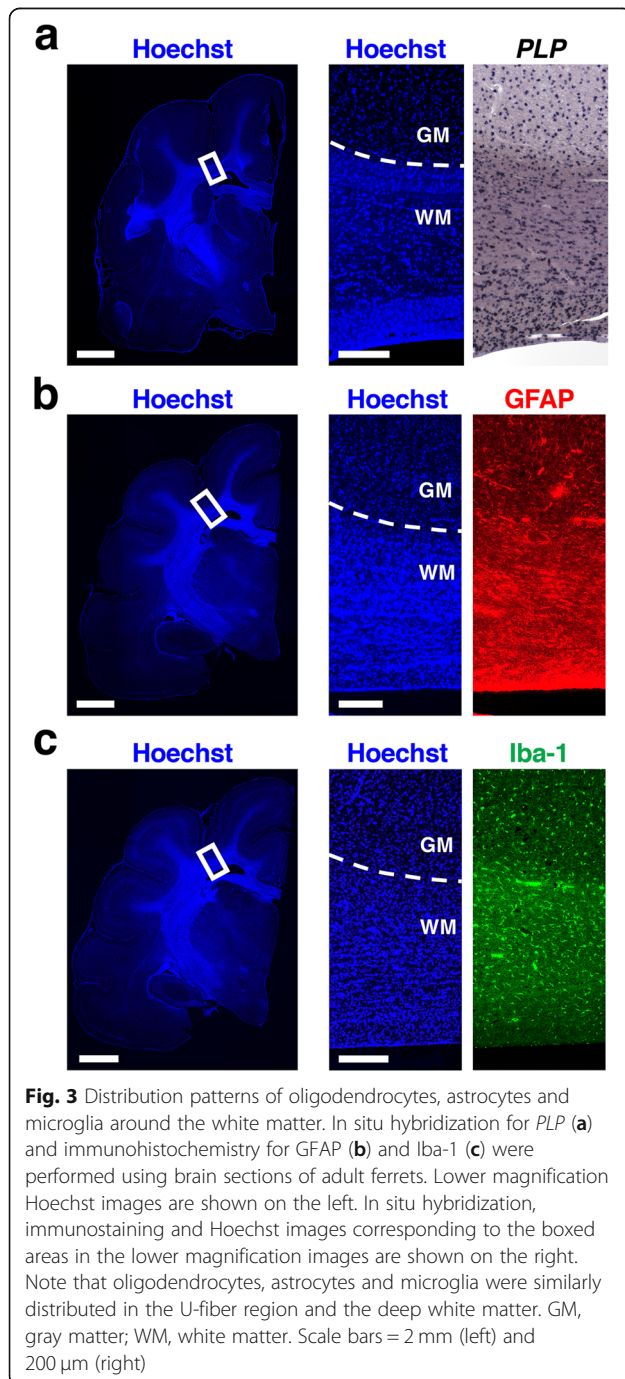 a
Hoechst Hoechst PLP
GM
WM
b
Hoechst Hoechst GFAP
GM
WM
c
Hoechst Hoechst Iba-1
GM
WM
Fig. 3 Distribution patterns of oligodendrocytes, astrocytes and
microglia around the white matter. In situ hybridization for PLP (a)
and immunohistochemistry for GFAP (b) and Iba-1 (c) were
performed using brain sections of adult ferrets. Lower magnification
Hoechst images are shown on the left. In situ hybridization,
immunostaining and Hoechst images corresponding to the boxed
areas in the lower magnification images are shown on the right.
Note that oligodendrocytes, astrocytes and microglia were similarly
distributed in the U-fiber region and the deep white matter. GM,
gray matter; WM, white matter. Scale bars = 2 mm (left) and
200 μm (right)